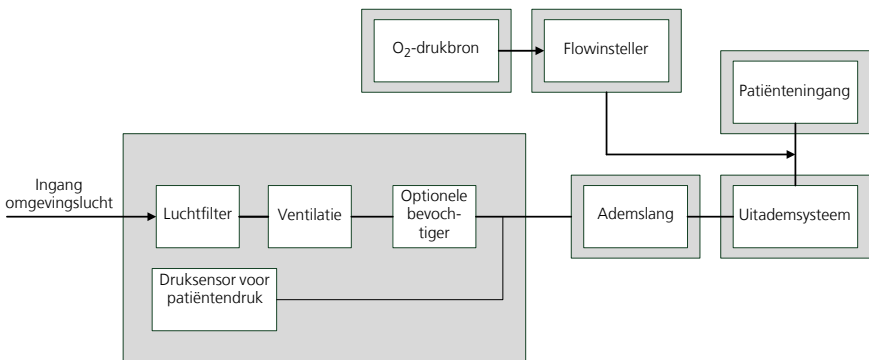 O₂-drukbron
Flowinsteller
Patiënteningang
Ingang
omgevingslucht
Luchtfilter
Ventilatie
Optionele
bevoch-
tiger
Ademslang
Uitademsysteem
Druksensor voor
patiëntendruk